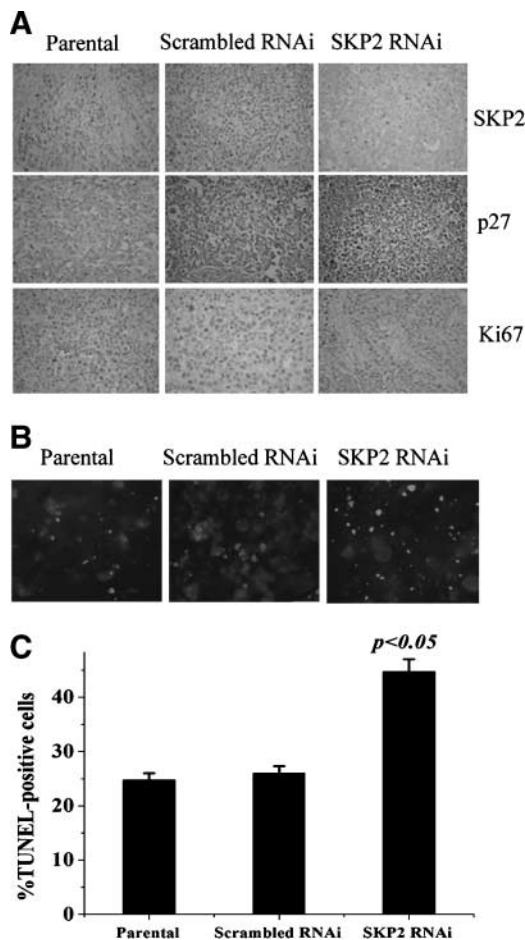 A
Parental Scrambled RNAi SKP2 RNAi
SKP2
p27
Ki67
B
Parental Scrambled RNAi SKP2 RNAi
C
p<0.05
%TUNEL-positive cells
40
30
20
10
0
Parental Scrambled RNAi SKP2 RNAi